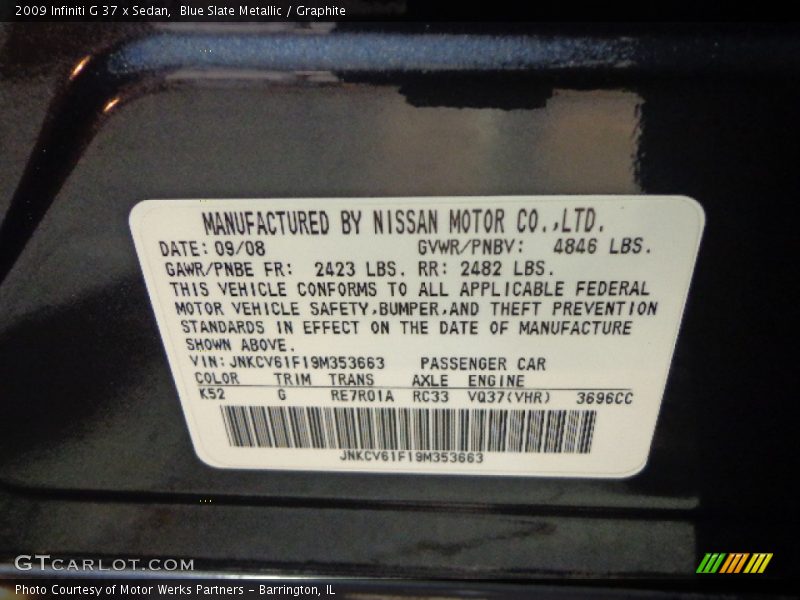 2009 Infiniti G 37 x Sedan,  Blue Slate Metallic / Graphite
MANUFACTURED BY NISSAN MOTOR CO.,LTD.
DATE: 09/08 GVWR/PNBV: 4846 LBS.
GAWR/PNBE FR: 2423 LBS. RR: 2482 LBS.
THIS VEHICLE CONFORMS TO ALL APPLICABLE FEDERAL
MOTOR VEHICLE SAFETY,BUMPER,AND THEFT PREVENTION
STANDARDS IN EFFECT ON THE DATE OF MANUFACTURE
SHOWN ABOVE.
VIN: JNKCV61F19M353663 PASSENGER CAR
COLOR TRIM TRANS AXLE ENGINE
K52 G RE7R01A RC33 VQ37(VHR) 3696CC
JNKCV61F19M353663
GTCARLOT.COM
Photo Courtesy of Motor Werks Partners - Barrington, IL